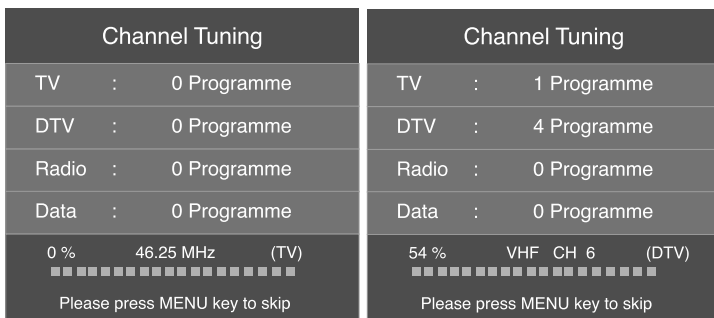 Channel Tuning
TV : 0 Programme
DTV : 0 Programme
Radio : 0 Programme
Data : 0 Programme
0 % 46.25 MHz (TV)
Please press MENU key to skip
Channel Tuning
TV : 1 Programme
DTV : 4 Programme
Radio : 0 Programme
Data : 0 Programme
54 % VHF CH 6 (DTV)
Please press MENU key to skip